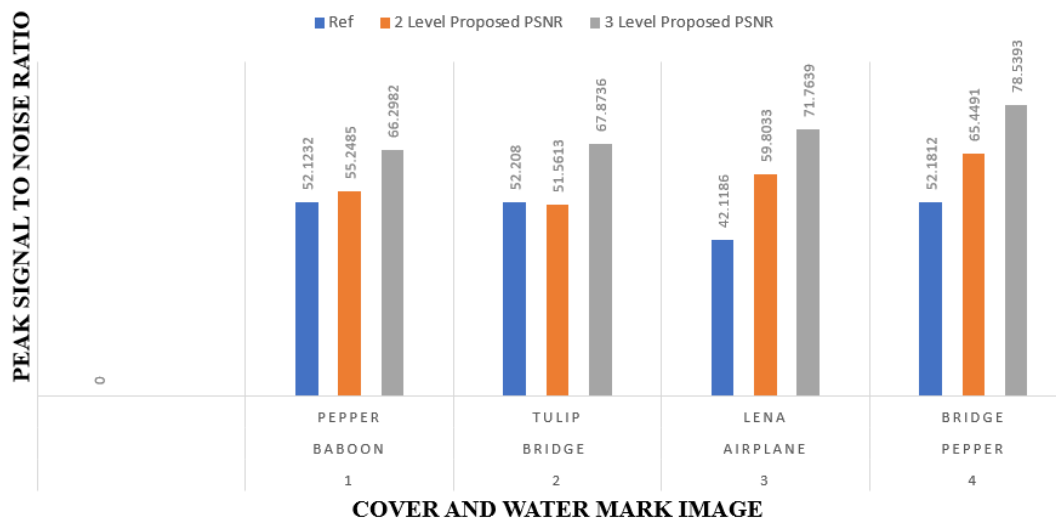 Ref 2 Level Proposed PSNR 3 Level Proposed PSNR
PEAK SIGNAL TO NOISE RATIO
0
52.1232
55.2485
66.2982
52.208
51.5613
67.8736
42.1186
59.8033
71.7639
52.1812
65.4491
78.5393
PEPPER TULIP LENA BRIDGE
BABOON BRIDGE AIRPLANE PEPPER
1 2 3 4
COVER AND WATER MARK IMAGE